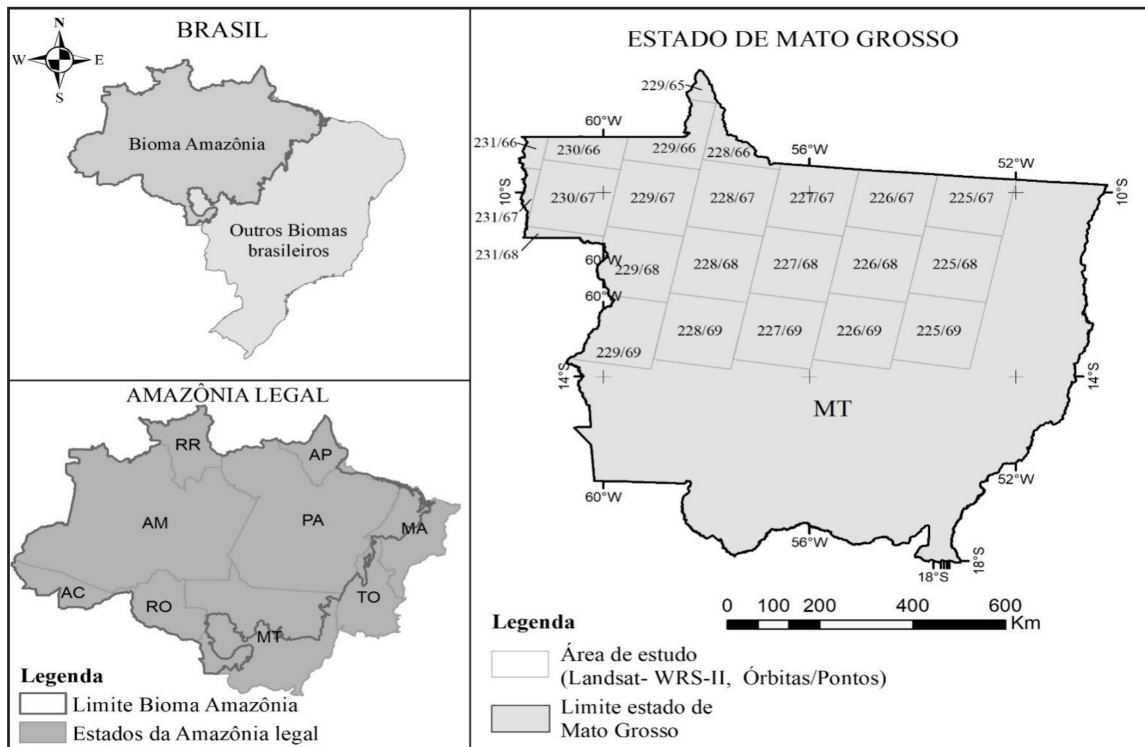 BRASIL
N
W
E
S
Bioma Amazônia
Outros Biomas
brasileiros
AMAZÔNIA LEGAL
RR
AP
AM
PA
MA
AC
RO
TO
MT
Legenda
Limite Bioma Amazônia
Estados da Amazônia legal
ESTADO DE MATO GROSSO
229/65
60°W
231/66
230/66
229/66
228/66
56°W
52°W
10°S
230/67
229/67
228/67
227/67
226/67
225/67
10°S
231/67
231/68
60°W
229/68
228/68
227/68
226/68
225/68
60°W
228/69
227/69
226/69
225/69
229/69
14°S
14°S
MT
60°W
52°W
56°W
18°S
18°S
0 100 200 400 600
Km
Legenda
Área de estudo
(Landsat- WRS-II, Órbitas/Pontos)
Limite estado de
Mato Grosso